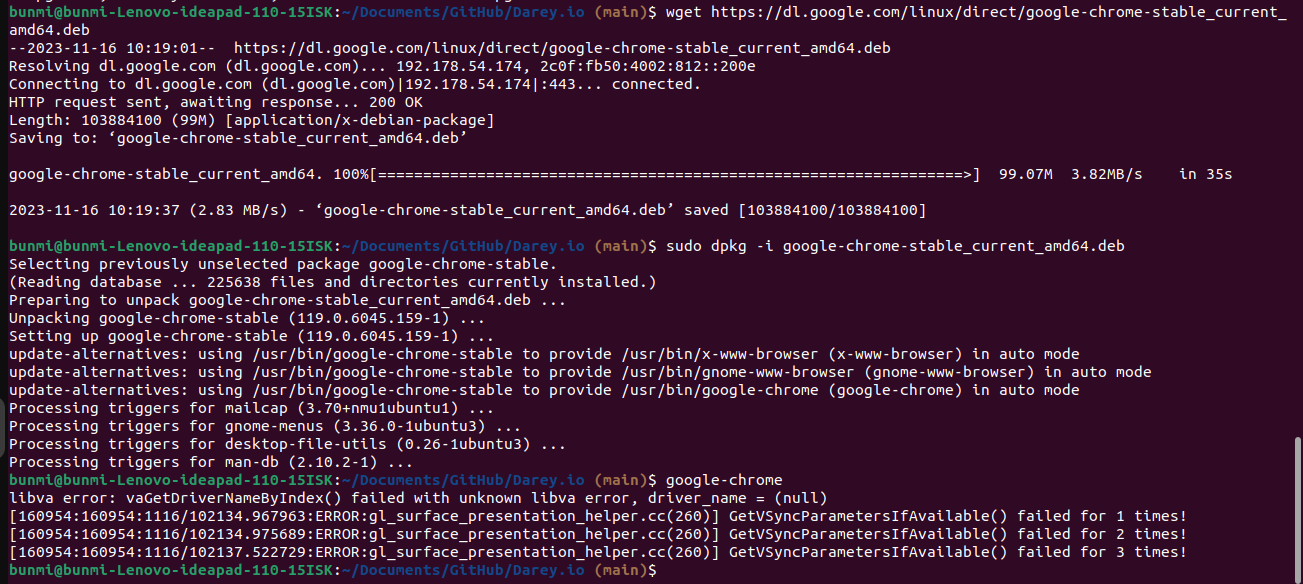 bunmi@bunmi-Lenovo-ideapad-110-15ISK:~/Documents/GitHub/Darey.io (main)$ wget https://dl.google.com/linux/direct/google-chrome-stable_current_
amd64.deb
--2023-11-16 10:19:01--  https://dl.google.com/linux/direct/google-chrome-stable_current_amd64.deb
Resolving dl.google.com (dl.google.com)... 192.178.54.174, 2c0f:fb50:4002:812::200e
Connecting to dl.google.com (dl.google.com)|192.178.54.174|:443... connected.
HTTP request sent, awaiting response... 200 OK
Length: 103884100 (99M) [application/x-debian-package]
Saving to: ‘google-chrome-stable_current_amd64.deb’
google-chrome-stable_current_amd64. 100%[=================================================================>]  99.07M  3.82MB/s    in 35s
2023-11-16 10:19:37 (2.83 MB/s) - ‘google-chrome-stable_current_amd64.deb’ saved [103884100/103884100]
bunmi@bunmi-Lenovo-ideapad-110-15ISK:~/Documents/GitHub/Darey.io (main)$ sudo dpkg -i google-chrome-stable_current_amd64.deb
Selecting previously unselected package google-chrome-stable.
(Reading database ... 225638 files and directories currently installed.)
Preparing to unpack google-chrome-stable_current_amd64.deb ...
Unpacking google-chrome-stable (119.0.6045.159-1) ...
Setting up google-chrome-stable (119.0.6045.159-1) ...
update-alternatives: using /usr/bin/google-chrome-stable to provide /usr/bin/x-www-browser (x-www-browser) in auto mode
update-alternatives: using /usr/bin/google-chrome-stable to provide /usr/bin/gnome-www-browser (gnome-www-browser) in auto mode
update-alternatives: using /usr/bin/google-chrome-stable to provide /usr/bin/google-chrome (google-chrome) in auto mode
Processing triggers for mailcap (3.70+nmu1ubuntu1) ...
Processing triggers for gnome-menus (3.36.0-1ubuntu3) ...
Processing triggers for desktop-file-utils (0.26-1ubuntu3) ...
Processing triggers for man-db (2.10.2-1) ...
bunmi@bunmi-Lenovo-ideapad-110-15ISK:~/Documents/GitHub/Darey.io (main)$ google-chrome
libva error: vaGetDriverNameByIndex() failed with unknown libva error, driver_name = (null)
[160954:160954:1116/102134.967963:ERROR:gl_surface_presentation_helper.cc(260)] GetVSyncParametersIfAvailable() failed for 1 times!
[160954:160954:1116/102134.975689:ERROR:gl_surface_presentation_helper.cc(260)] GetVSyncParametersIfAvailable() failed for 2 times!
[160954:160954:1116/102137.522729:ERROR:gl_surface_presentation_helper.cc(260)] GetVSyncParametersIfAvailable() failed for 3 times!
bunmi@bunmi-Lenovo-ideapad-110-15ISK:~/Documents/GitHub/Darey.io (main)$